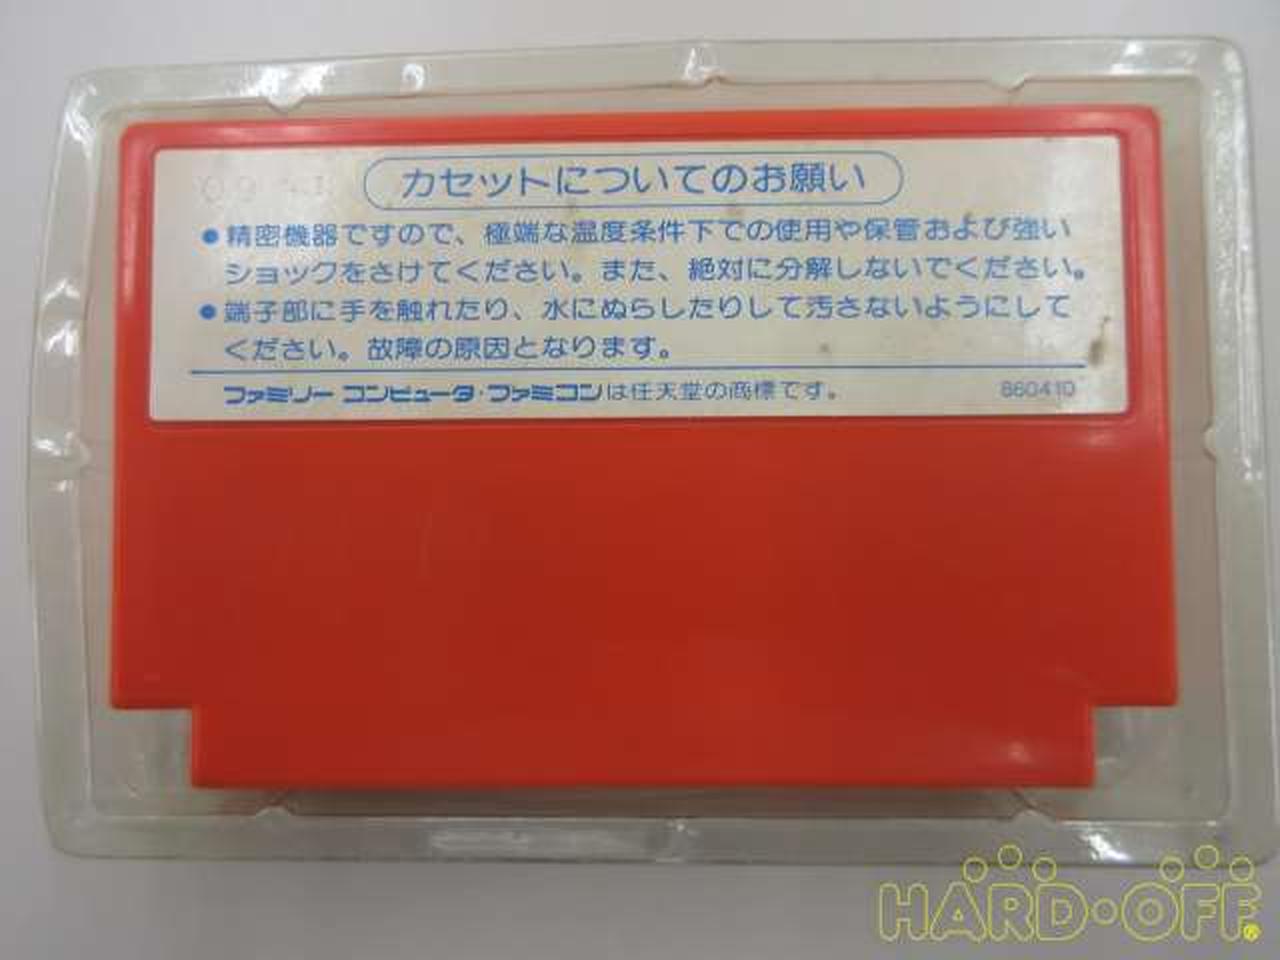 カセットについてのお願い
●精密機器ですので、極端な温度条件下での使用や保管および強い
ショックをさけてください。また、絶対に分解しないでください。
●端子部に手を触れたり、水にぬらしたりして汚さないようにして
ください。故障の原因となります。
ファミリー コンピュータ・ファミコンは任天堂の商標です。 860410
HARD・OFF®